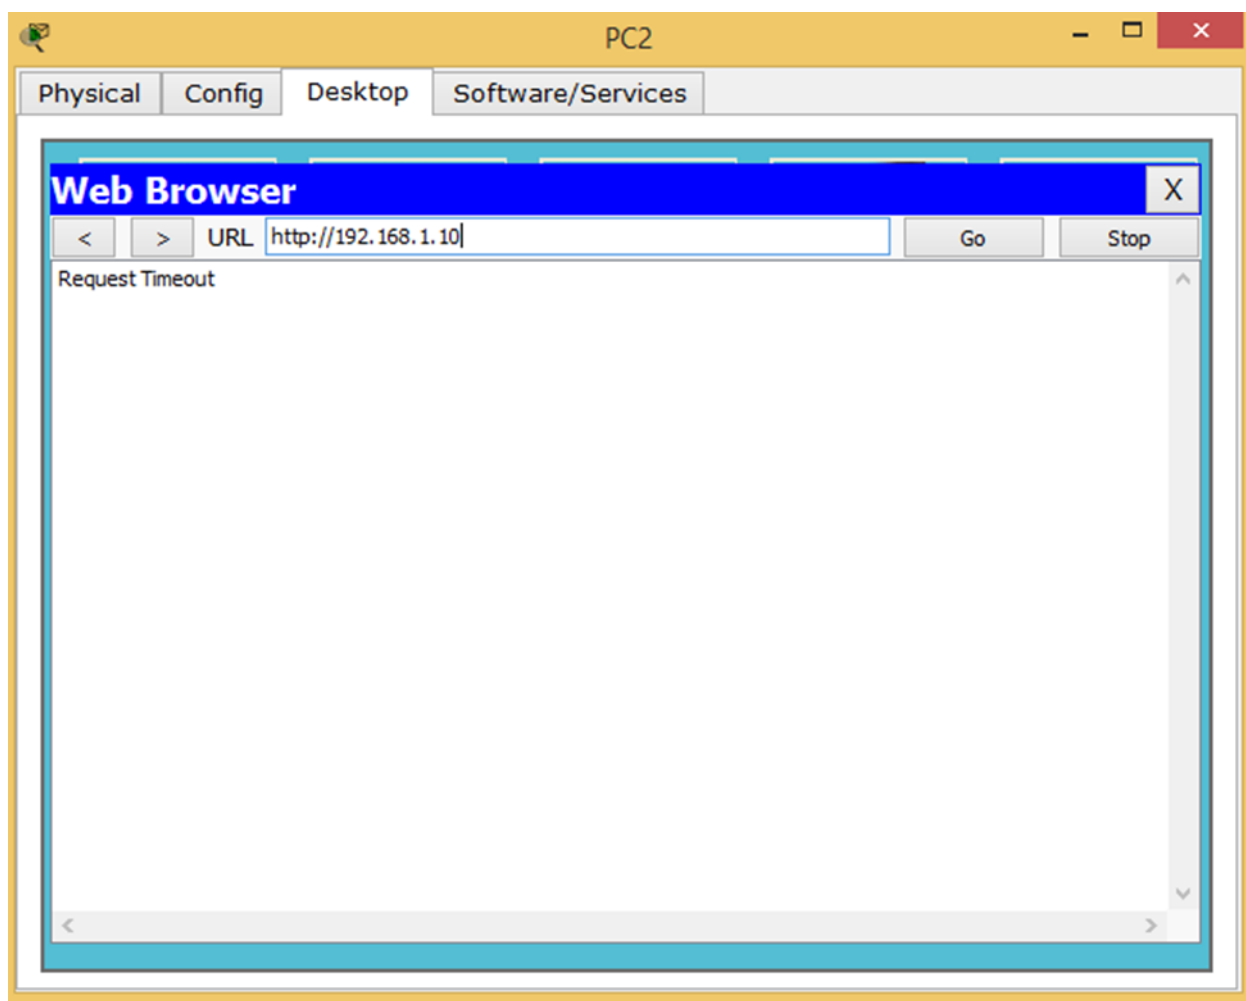 PC2
Physical Config Desktop Software/Services
Web Browser X
< > URL http://192.168.1.10 Go Stop
Request Timeout